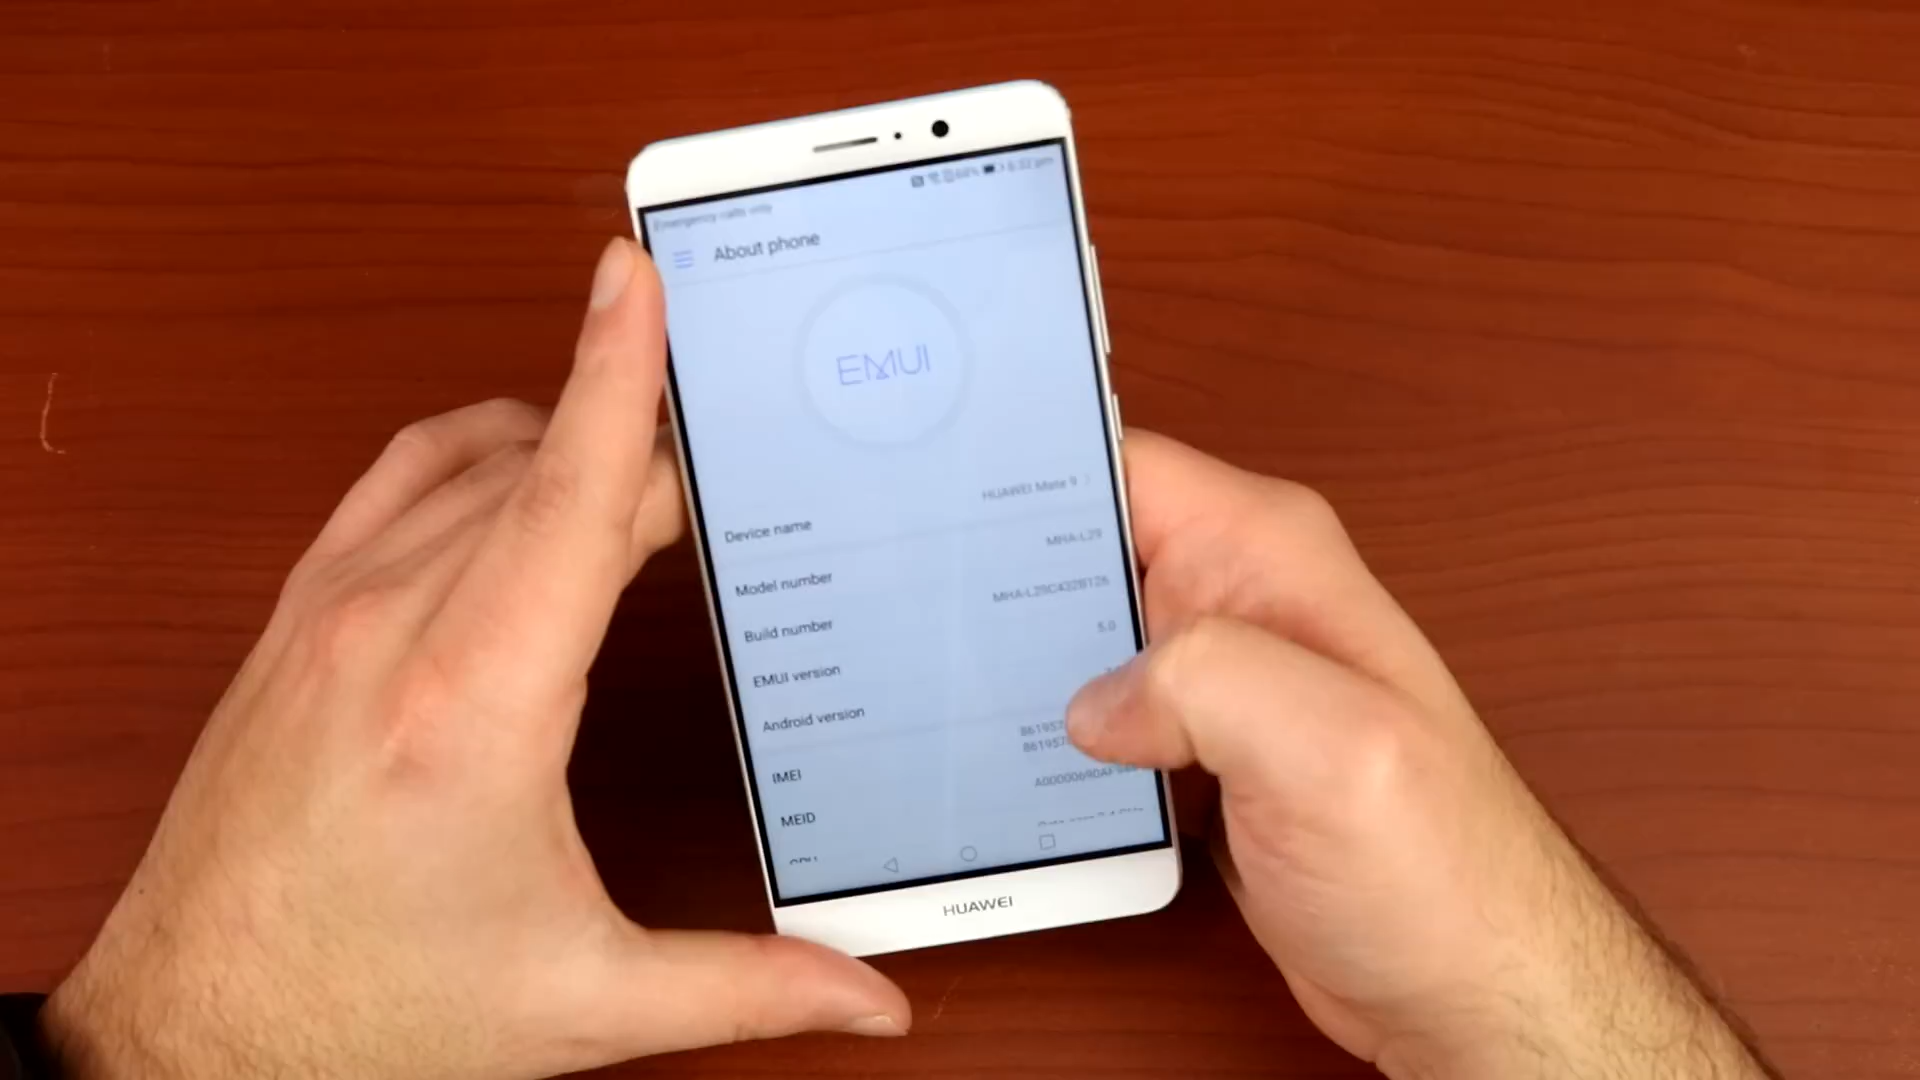 Emergency calls only
About phone
EMUI
Device name HUAWEI Mate 9
Model number MHA-L29
Build number MHA-L29C432B126
EMUI version 5.0
Android version
IMEI 
MEID
CPU
HUAWEI